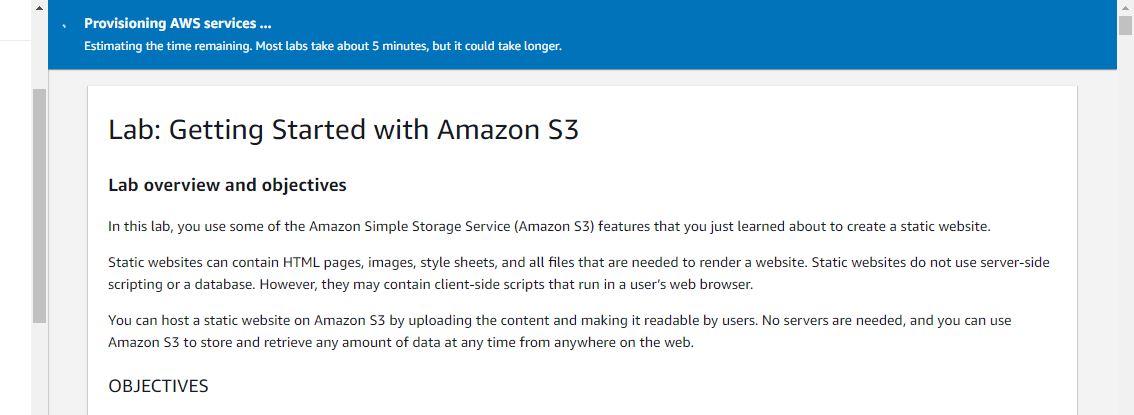 Provisioning AWS services ...
Estimating the time remaining. Most labs take about 5 minutes, but it could take longer.
Lab: Getting Started with Amazon S3
Lab overview and objectives
In this lab, you use some of the Amazon Simple Storage Service (Amazon S3) features that you just learned about to create a static website.
Static websites can contain HTML pages, images, style sheets, and all files that are needed to render a website. Static websites do not use server-side
scripting or a database. However, they may contain client-side scripts that run in a user's web browser.
You can host a static website on Amazon S3 by uploading the content and making it readable by users. No servers are needed, and you can use
Amazon S3 to store and retrieve any amount of data at any time from anywhere on the web.
OBJECTIVES